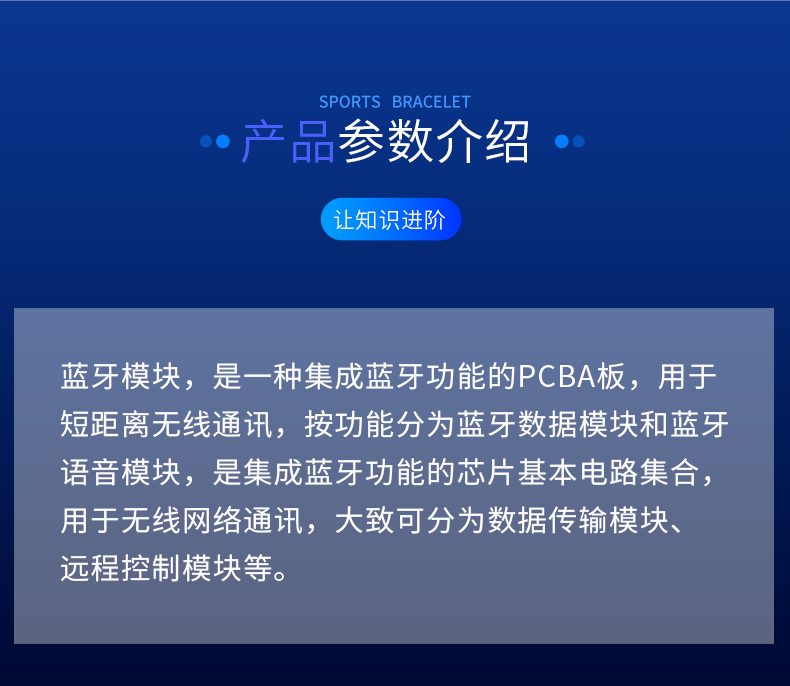 SPORTS BRACELET
产品参数介绍
让知识进阶
蓝牙模块，是一种集成蓝牙功能的PCBA板，用于
短距离无线通讯，按功能分为蓝牙数据模块和蓝牙
语音模块，是集成蓝牙功能的芯片基本电路集合，
用于无线网络通讯，大致可分为数据传输模块、
远程控制模块等。